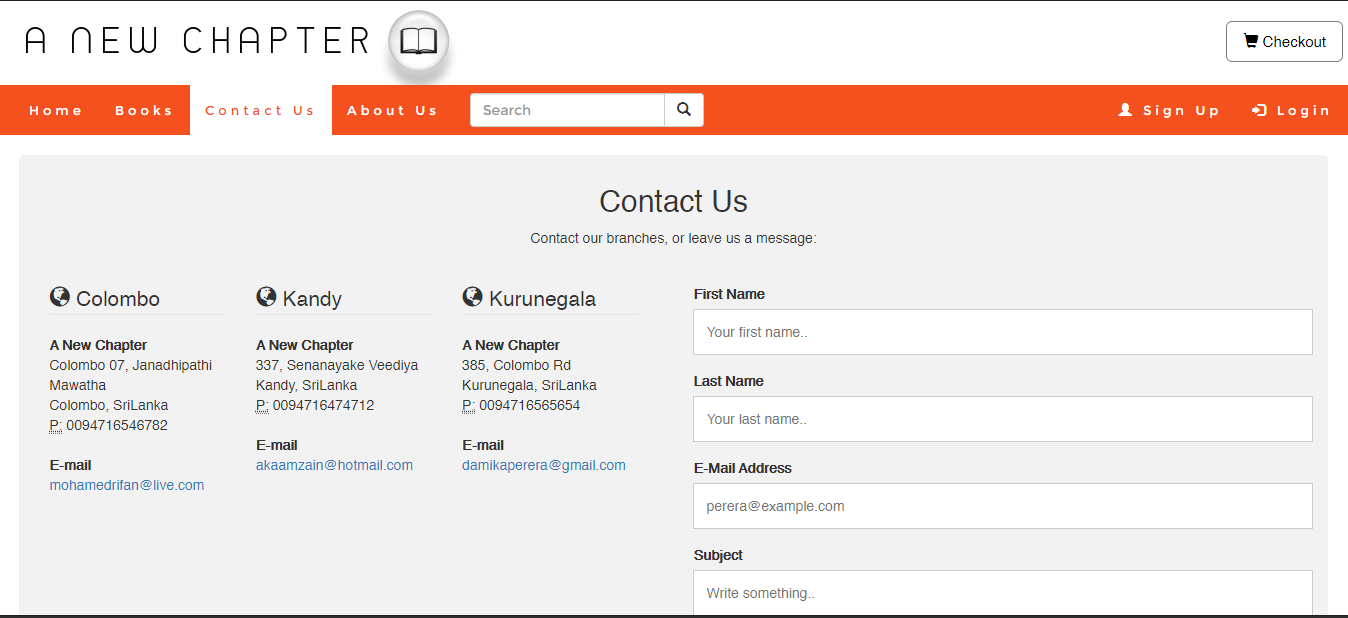 A NEW CHAPTER
Checkout
Home Books Contact Us About Us Search Sign Up Login
Contact Us
Contact our branches, or leave us a message:
Colombo
A New Chapter
Colombo 07, Janadhipathi
Mawatha
Colombo, SriLanka
P: 0094716546782
E-mail
mohamedrifan@live.com
Kandy
A New Chapter
337, Senanayake Veediya
Kandy, SriLanka
P: 0094716474712
E-mail
akaamzain@hotmail.com
Kurunegala
A New Chapter
385, Colombo Rd
Kurunegala, SriLanka
P: 0094716565654
E-mail
damikaperera@gmail.com
First Name
Your first name..
Last Name
Your last name..
E-Mail Address
perera@example.com
Subject
Write something..